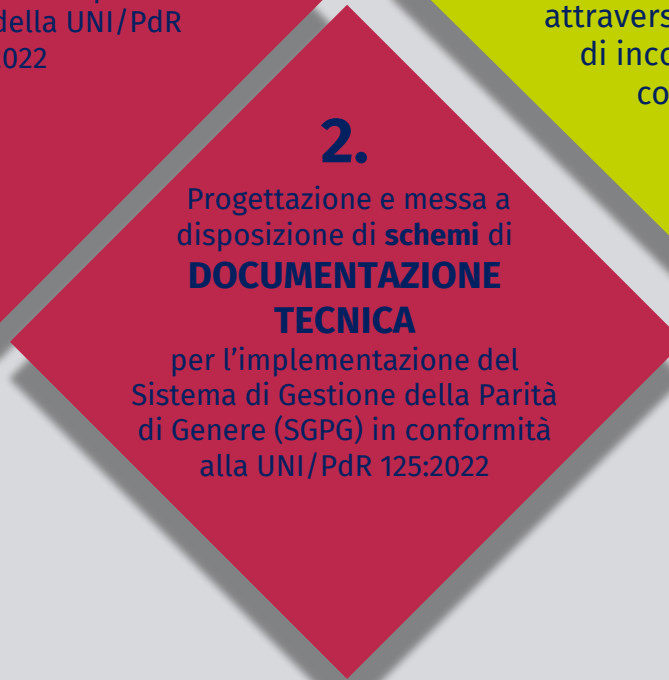 della UNI/PdR
2022
attravers
di inco
co
2.
Progettazione e messa a
disposizione di schemi di
DOCUMENTAZIONE
TECNICA
per l’implementazione del
Sistema di Gestione della Parità
di Genere (SGPG) in conformità
alla UNI/PdR 125:2022